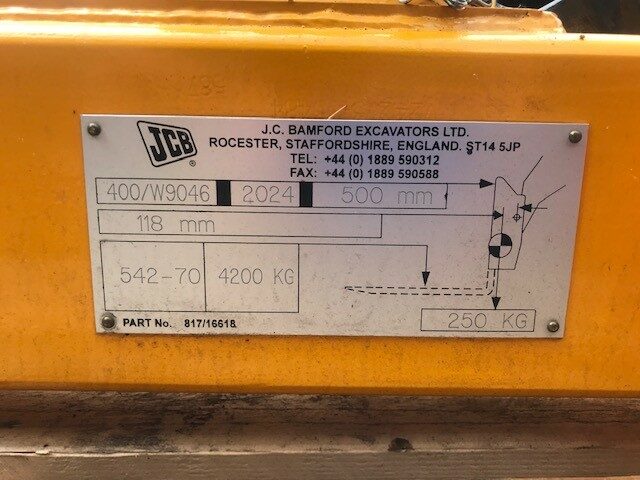 JCB
J.C. BAMFORD EXCAVATORS LTD.
ROCESTER, STAFFORDSHIRE, ENGLAND. ST14 5JP
TEL: +44 (0) 1889 590312
FAX: +44 (0) 1889 590588
400/W9046 2024 500 mm
118 mm
542-70 4200 KG
250 KG
PART No. 817/16618